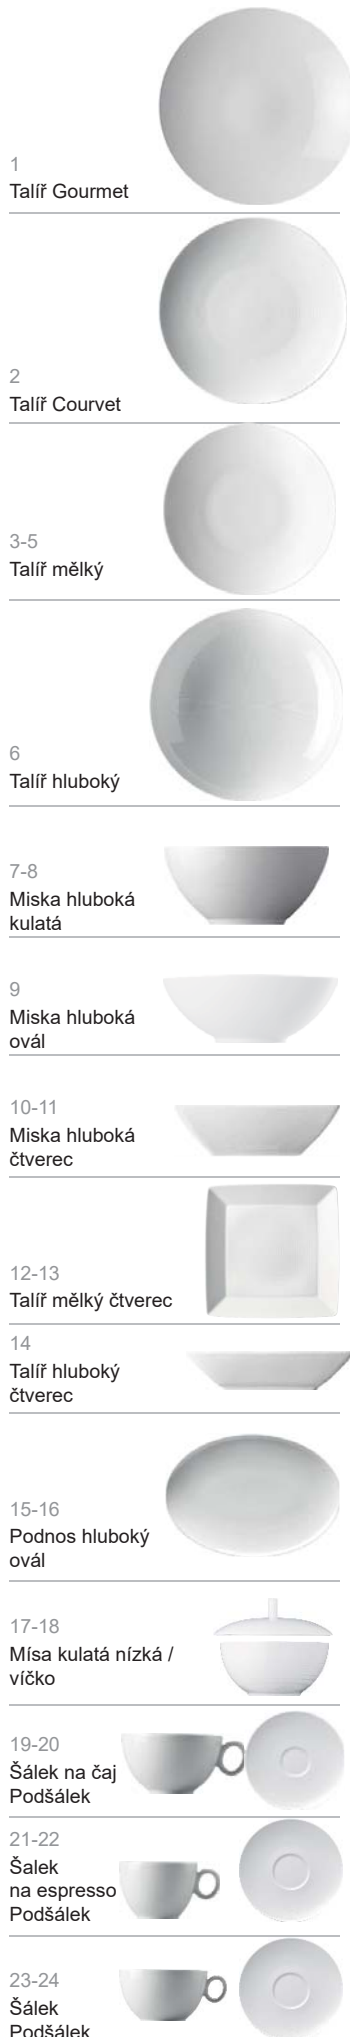 1
Talíř Gourmet
2
Talíř Courvet
3-5
Talíř mělký
6
Talíř hluboký
7-8
Miska hluboká
kulatá
9
Miska hluboká
ovál
10-11
Miska hluboká
čtverec
12-13
Talíř mělký čtverec
14
Talíř hluboký
čtverec
15-16
Podnos hluboký
ovál
17-18
Mísa kulatá nízká /
víčko
19-20
Šálek na čaj
Podšálek
21-22
Šalek
na espresso
Podšálek
23-24
Šálek
Podšálek